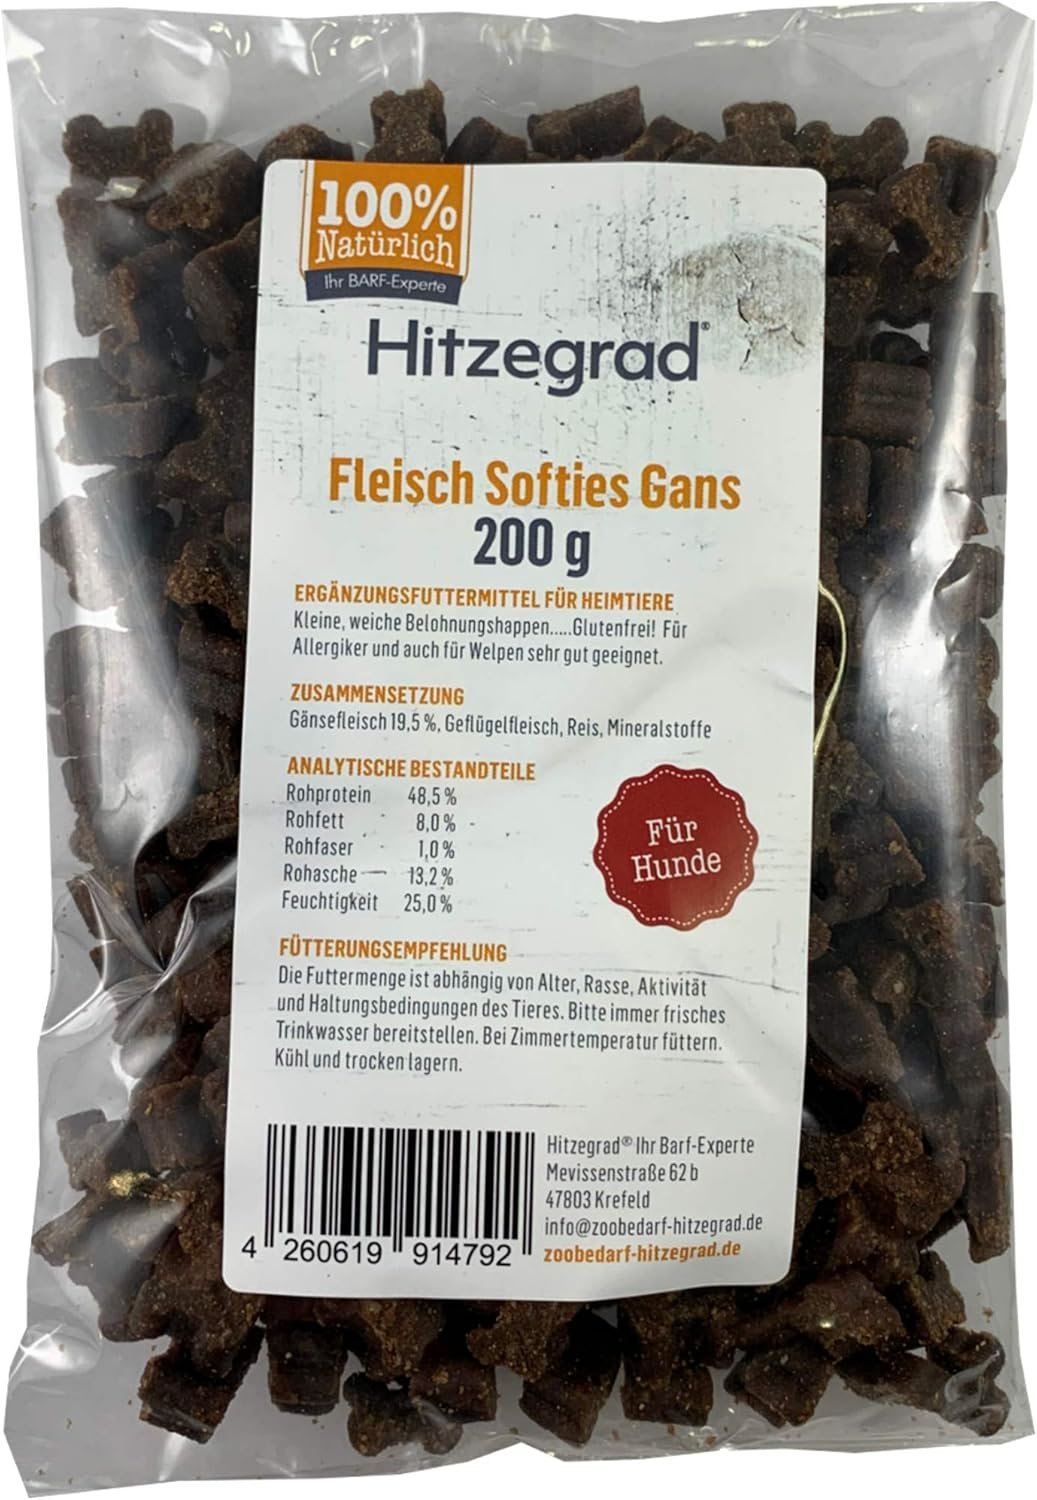 100%
Natürlich
Ihr BARF-Experte
Hitzegrad®
Fleisch Softies Gans
200 g
ERGÄNZUNGSFUTTERMITTEL FÜR HEIMTIERE
Kleine, weiche Belohnungshappen.....Glutenfrei! Für
Allergiker und auch für Welpen sehr gut geeignet.
ZUSAMMENSETZUNG
Gänsefleisch 19,5 %, Geflügelfleisch, Reis, Mineralstoffe
ANALYTISCHE BESTANDTEILE
Rohprotein 48,5 %
Rohfett 8,0 %
Rohfaser 1,0 %
Rohasche 13,2 %
Feuchtigkeit 25,0 %
Für
Hunde
FÜTTERUNGSEMPFEHLUNG
Die Futtermenge ist abhängig von Alter, Rasse, Aktivität
und Haltungsbedingungen des Tieres. Bitte immer frisches
Trinkwasser bereitstellen. Bei Zimmertemperatur füttern.
Kühl und trocken lagern.
4 260619 914792
Hitzegrad® Ihr Barf-Experte
Mevissenstraße 62 b
47803 Krefeld
info@zoobedarf-hitzegrad.de
zoobedarf-hitzegrad.de